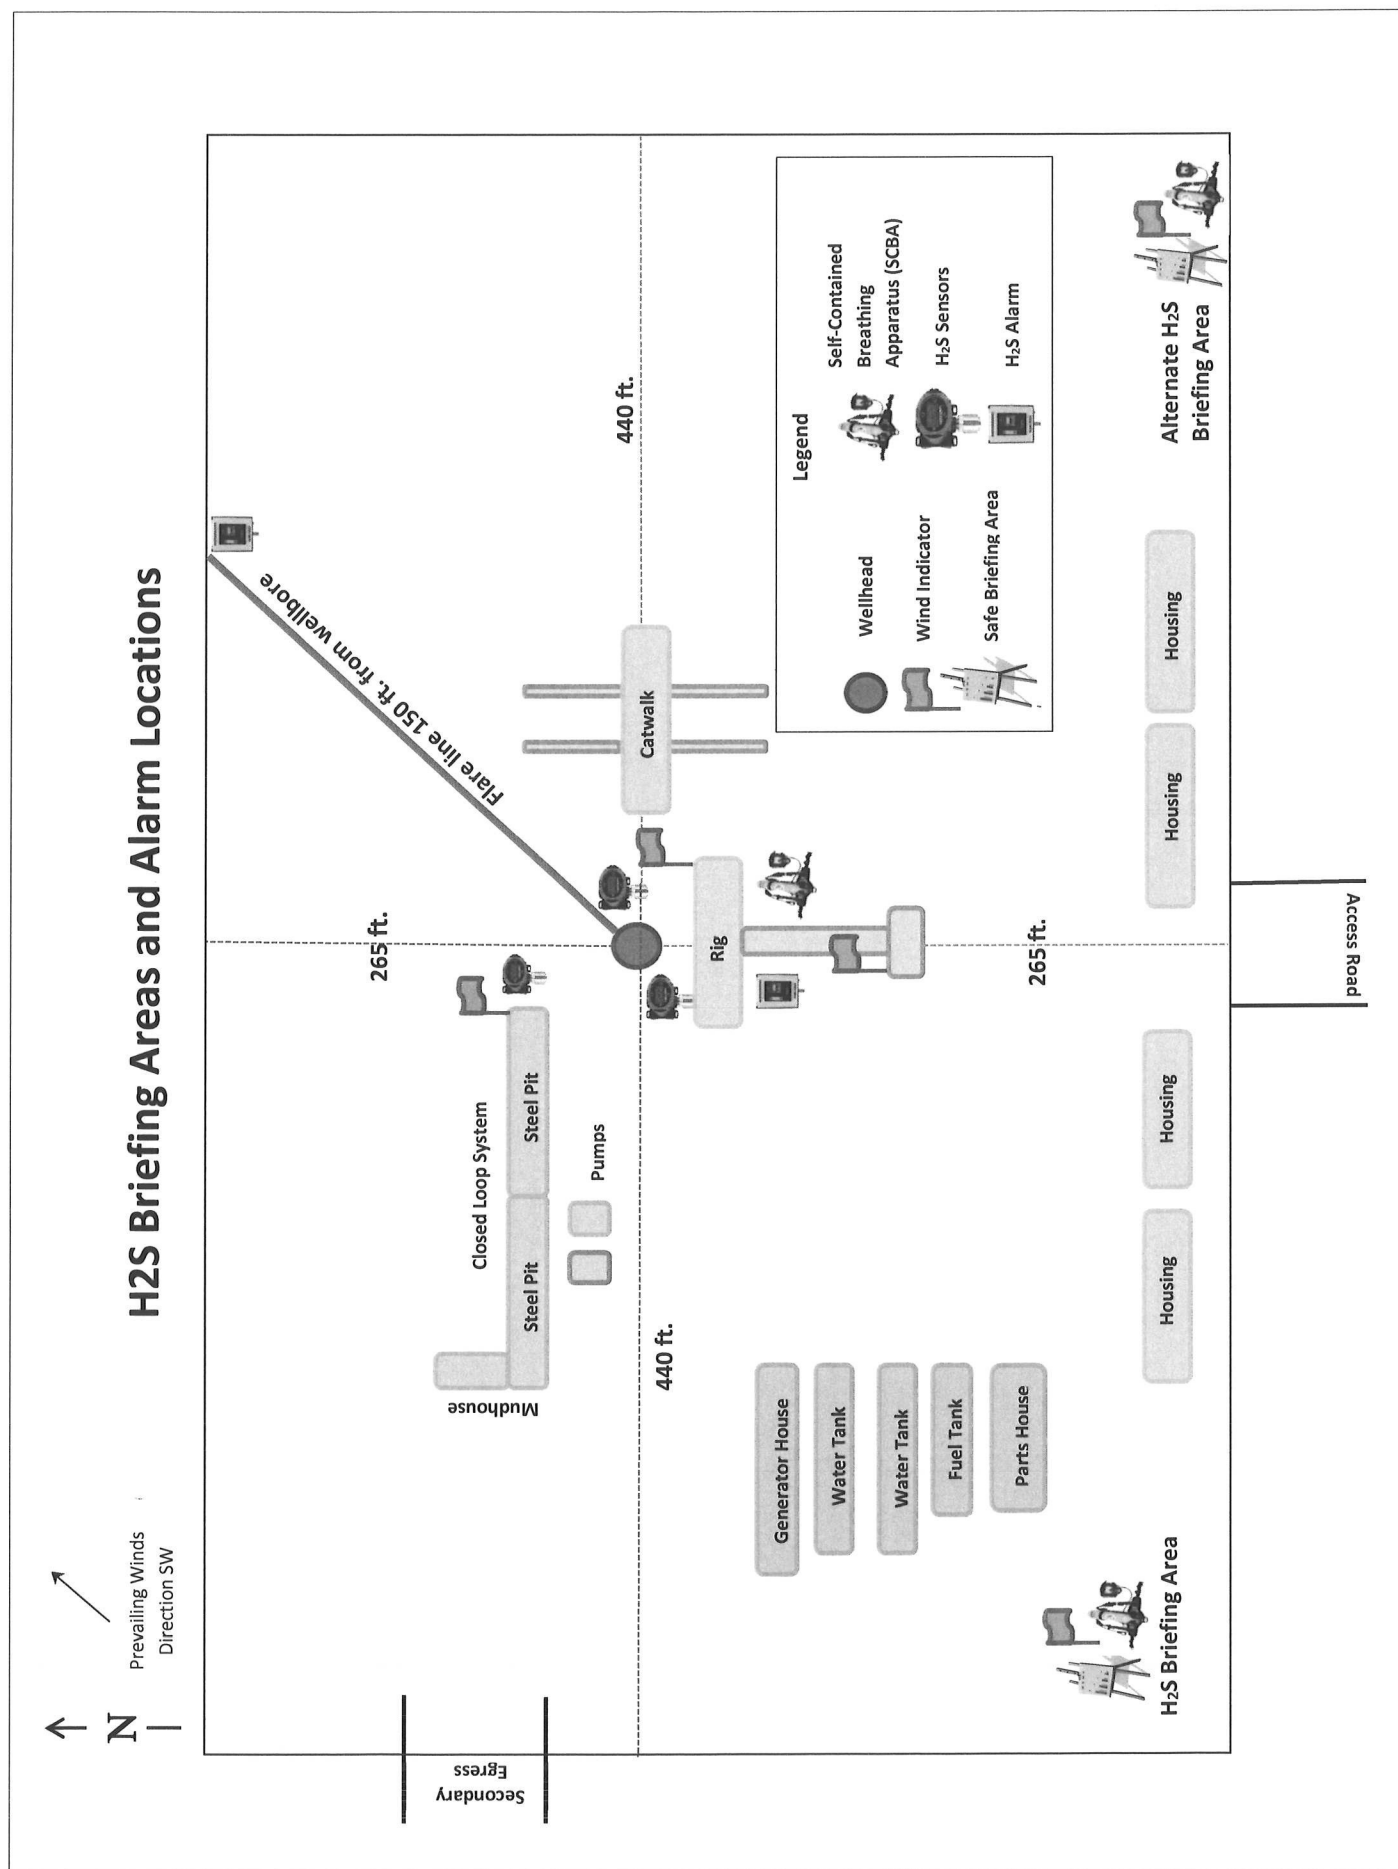 H2S Briefing Areas and Alarm Locations
N
Prevailing Winds
Direction SW
Secondary
Egress
Mudhouse
Closed Loop System
Steel Pit
Steel Pit
Pumps
265 ft.
Flare line 150 ft. from wellbore
440 ft.
440 ft.
Catwalk
Rig
265 ft.
Generator House
Water Tank
Water Tank
Fuel Tank
Parts House
Legend
Wellhead
Wind Indicator
Safe Briefing Area
Self-Contained
Breathing
Apparatus (SCBA)
H₂S Sensors
H₂S Alarm
H₂S Briefing Area
Housing
Housing
Housing
Housing
Alternate H₂S
Briefing Area
Access Road